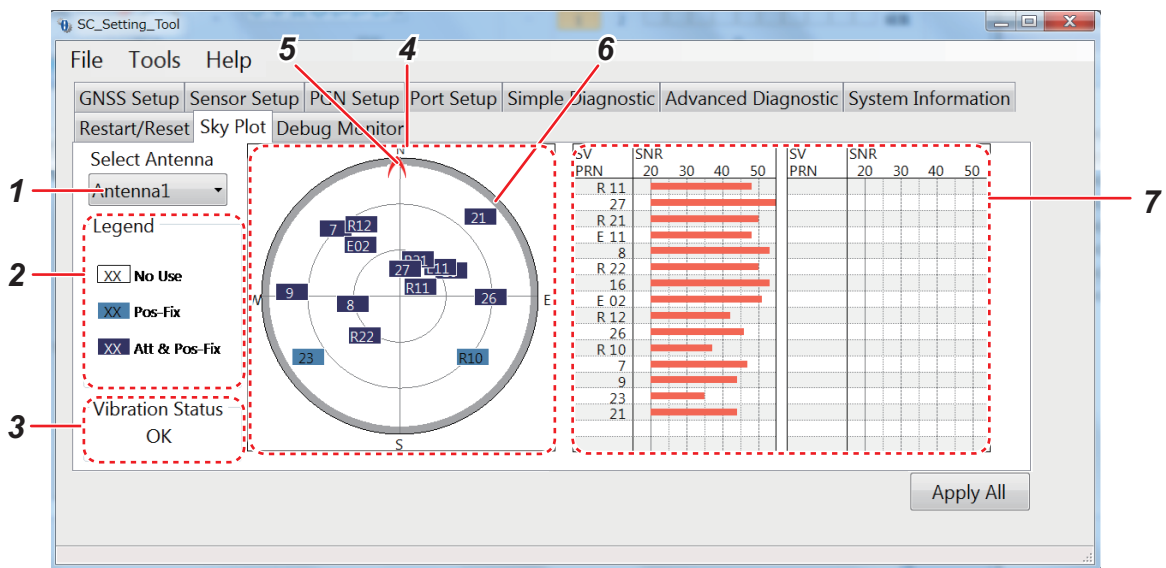 SC_Setting_Tool
5 4 6
File Tools Help
GNSS Setup Sensor Setup PGN Setup Port Setup Simple Diagnostic Advanced Diagnostic System Information
Restart/Reset Sky Plot Debug Monitor
Select Antenna
1 Antenna1
Legend
2 XX No Use
XX Pos-Fix
XX Att & Pos-Fix
Vibration Status
3 OK
N
21
7 R12
E02
R21
27 E11
R11
9 8 26
W E
R22
23 R10
S
SV SNR SV SNR
PRN 20 30 40 50 PRN 20 30 40 50
R 11
27
R 21
E 11
8
R 22
16
E 02
R 12
26
R 10
7
9
23
21
7
Apply All